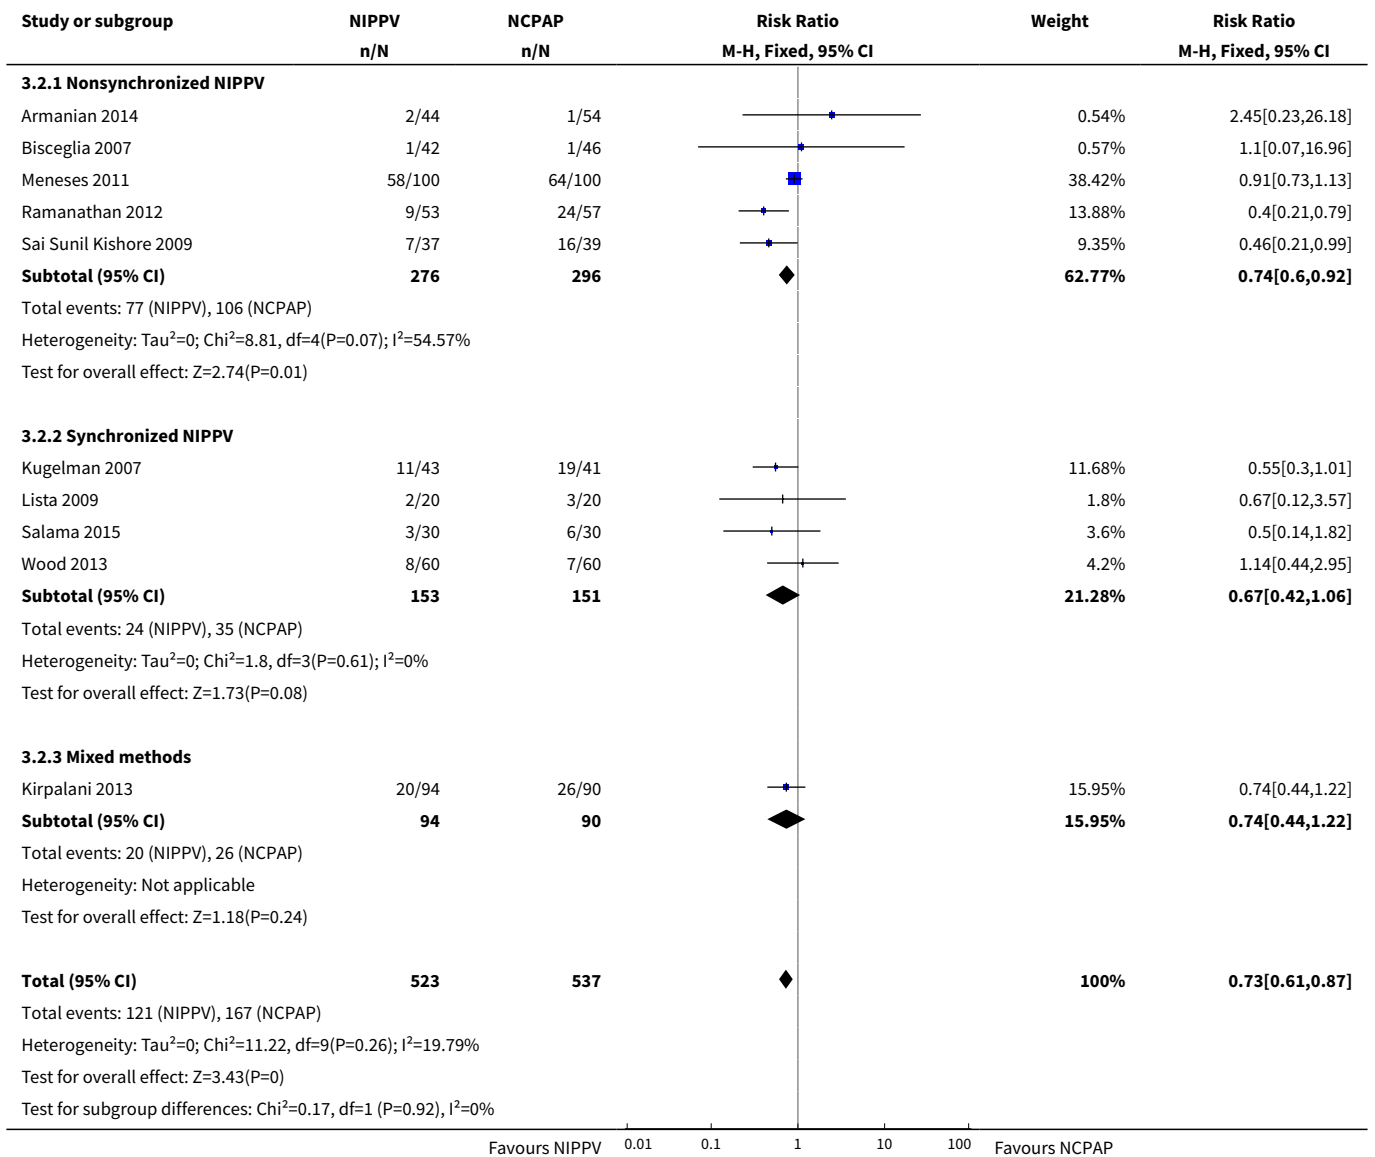 Study or subgroup NIPPV NCPAP Risk Ratio Weight Risk Ratio
n/N n/N M-H, Fixed, 95% CI M-H, Fixed, 95% CI
3.2.1 Nonsynchronized NIPPV
Armanian 2014 2/44 1/54 0.54% 2.45[0.23,26.18]
Bisceglia 2007 1/42 1/46 0.57% 1.1[0.07,16.96]
Meneses 2011 58/100 64/100 38.42% 0.91[0.73,1.13]
Ramanathan 2012 9/53 24/57 13.88% 0.4[0.21,0.79]
Sai Sunil Kishore 2009 7/37 16/39 9.35% 0.46[0.21,0.99]
Subtotal (95% CI) 276 296 62.77% 0.74[0.6,0.92]
Total events: 77 (NIPPV), 106 (NCPAP)
Heterogeneity: Tau²=0; Chi²=8.81, df=4(P=0.07); I²=54.57%
Test for overall effect: Z=2.74(P=0.01)
3.2.2 Synchronized NIPPV
Kugelman 2007 11/43 19/41 11.68% 0.55[0.3,1.01]
Lista 2009 2/20 3/20 1.8% 0.67[0.12,3.57]
Salama 2015 3/30 6/30 3.6% 0.5[0.14,1.82]
Wood 2013 8/60 7/60 4.2% 1.14[0.44,2.95]
Subtotal (95% CI) 153 151 21.28% 0.67[0.42,1.06]
Total events: 24 (NIPPV), 35 (NCPAP)
Heterogeneity: Tau²=0; Chi²=1.8, df=3(P=0.61); I²=0%
Test for overall effect: Z=1.73(P=0.08)
3.2.3 Mixed methods
Kirpalani 2013 20/94 26/90 15.95% 0.74[0.44,1.22]
Subtotal (95% CI) 94 90 15.95% 0.74[0.44,1.22]
Total events: 20 (NIPPV), 26 (NCPAP)
Heterogeneity: Not applicable
Test for overall effect: Z=1.18(P=0.24)
Total (95% CI) 523 537 100% 0.73[0.61,0.87]
Total events: 121 (NIPPV), 167 (NCPAP)
Heterogeneity: Tau²=0; Chi²=11.22, df=9(P=0.26); I²=19.79%
Test for overall effect: Z=3.43(P=0)
Test for subgroup differences: Chi²=0.17, df=1 (P=0.92), I²=0%
Favours NIPPV 0.01 0.1 1 10 100 Favours NCPAP